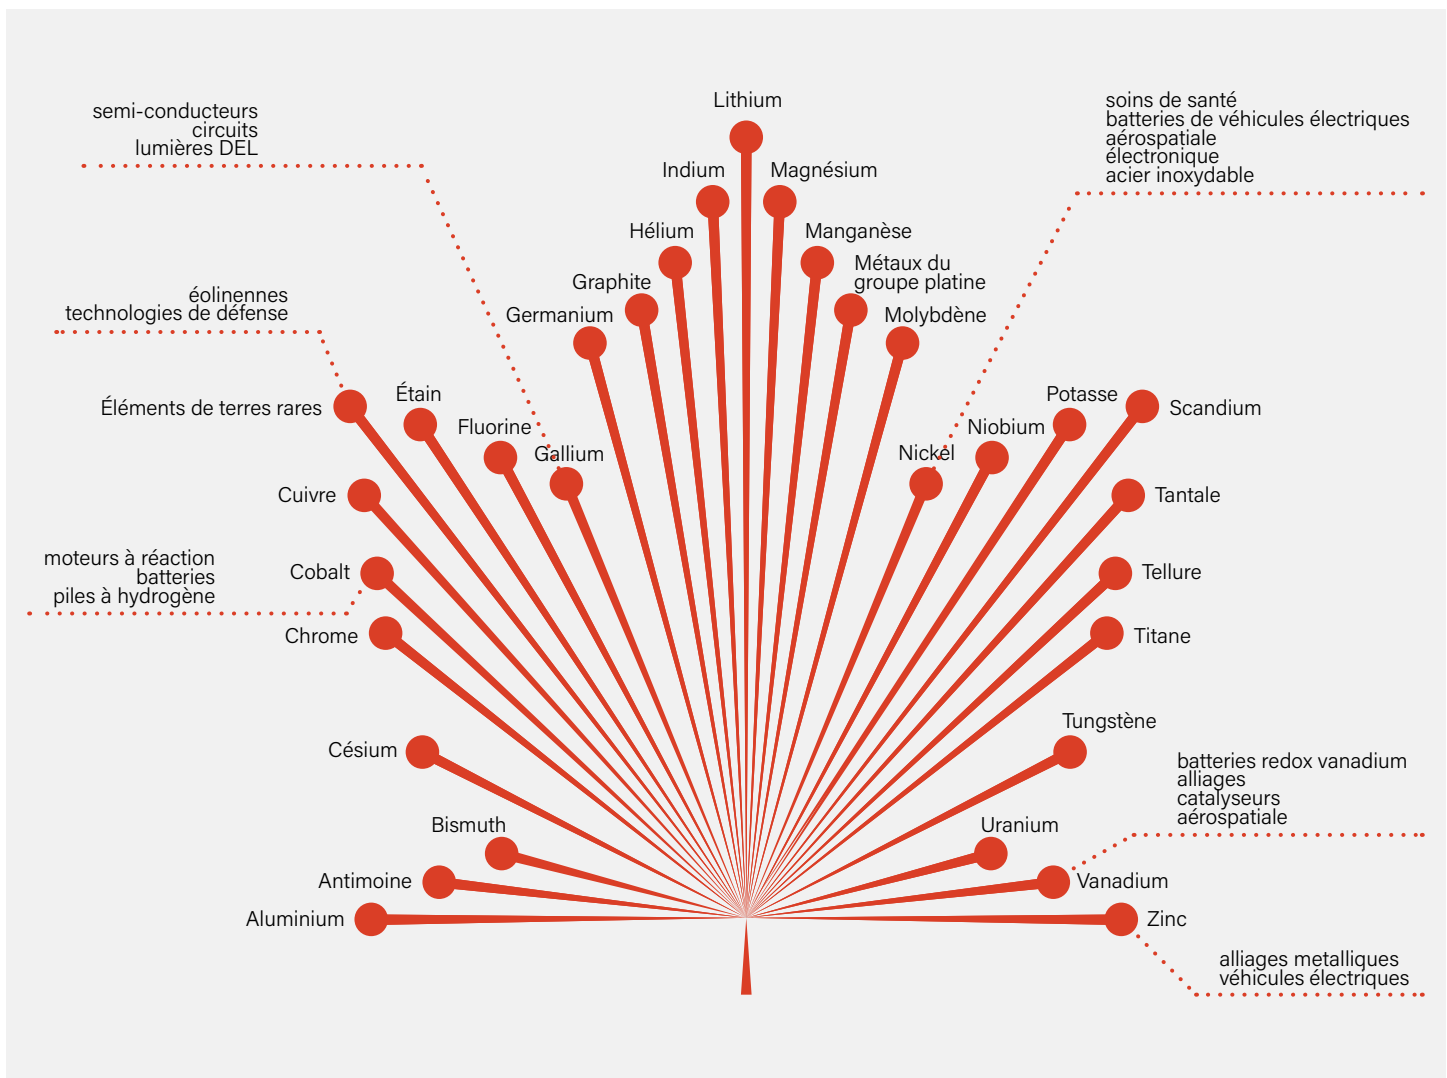 Lithium
semi-conducteurs
circuits
lumières DEL
soins de santé
batteries de véhicules électriques
aérospatiale
électronique
acier inoxydable
Indium
Magnésium
Hélium
Manganèse
Graphite
Métaux du
groupe platine
Germanium
Molybdène
éolinennes
technologies de défense
Éléments de terres rares
Étain
Fluorine
Gallium
Nickel
Niobium
Potasse
Scandium
Cuivre
Tantale
moteurs à réaction
batteries
piles à hydrogène
Cobalt
Tellure
Chrome
Titane
Césium
Tungstène
batteries redox vanadium
alliages
catalyseurs
aérospatiale
Bismuth
Uranium
Antimoine
Vanadium
Aluminium
Zinc
alliages metalliques
véhicules électriques